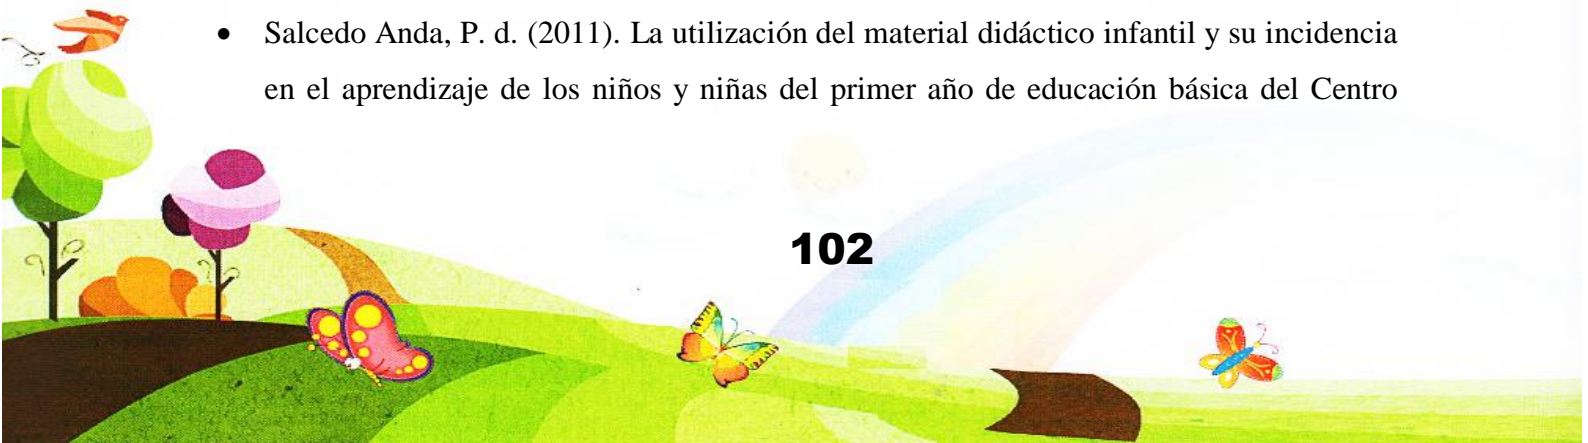 • Salcedo Anda, P. d. (2011). La utilización del material didáctico infantil y su incidencia
en el aprendizaje de los niños y niñas del primer año de educación básica del Centro
102